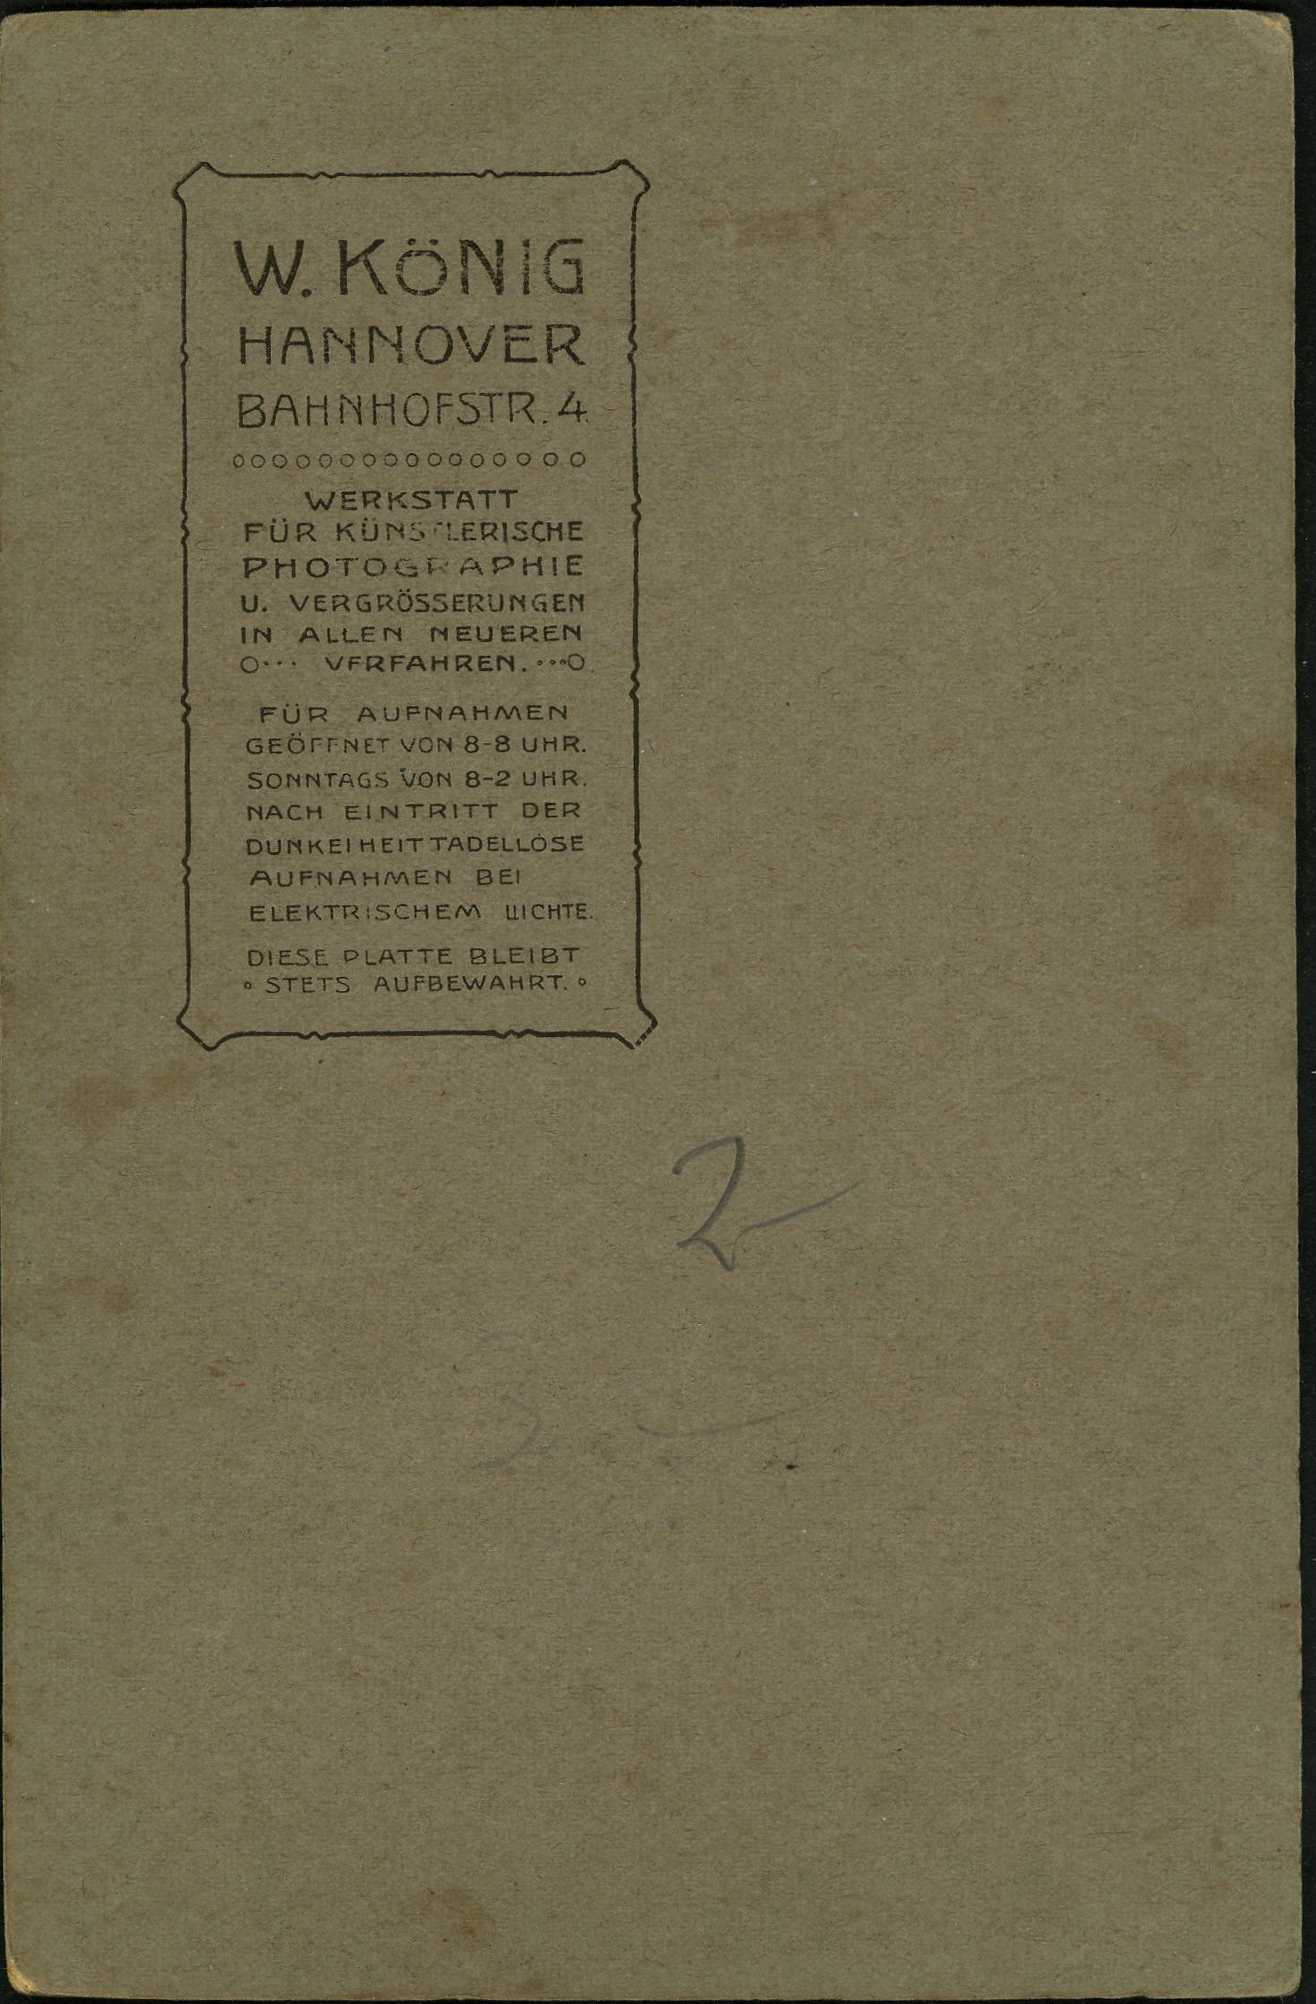 W. KÖNIG
HANNOVER
BAHNHOFSTR. 4.
WERKSTATT
FÜR KÜNSTLERISCHE
PHOTOGRAPHIE
U. VERGRÖSSERUNGEN
IN ALLEN NEUEREN
VERFAHREN.
FÜR AUFNAHMEN
GEÖFFNET VON 8-8 UHR.
SONNTAGS VON 8-2 UHR.
NACH EINTRITT DER
DUNKELHEIT TADELLOSE
AUFNAHMEN BEI
ELEKTRISCHEM LICHTE.
DIESE PLATTE BLEIBT
STETS AUFBEWAHRT.
2